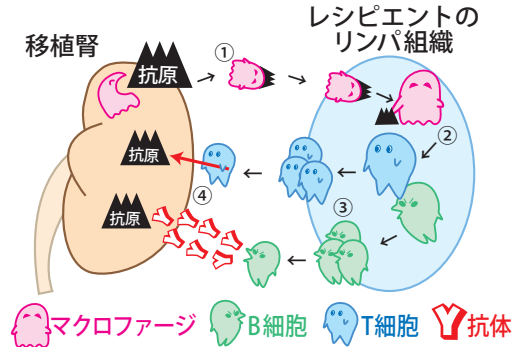 移植腎
レシピエントの
リンパ組織
抗原
①
②
抗原
④
③
抗原
マクロファージ
B細胞
T細胞
抗体